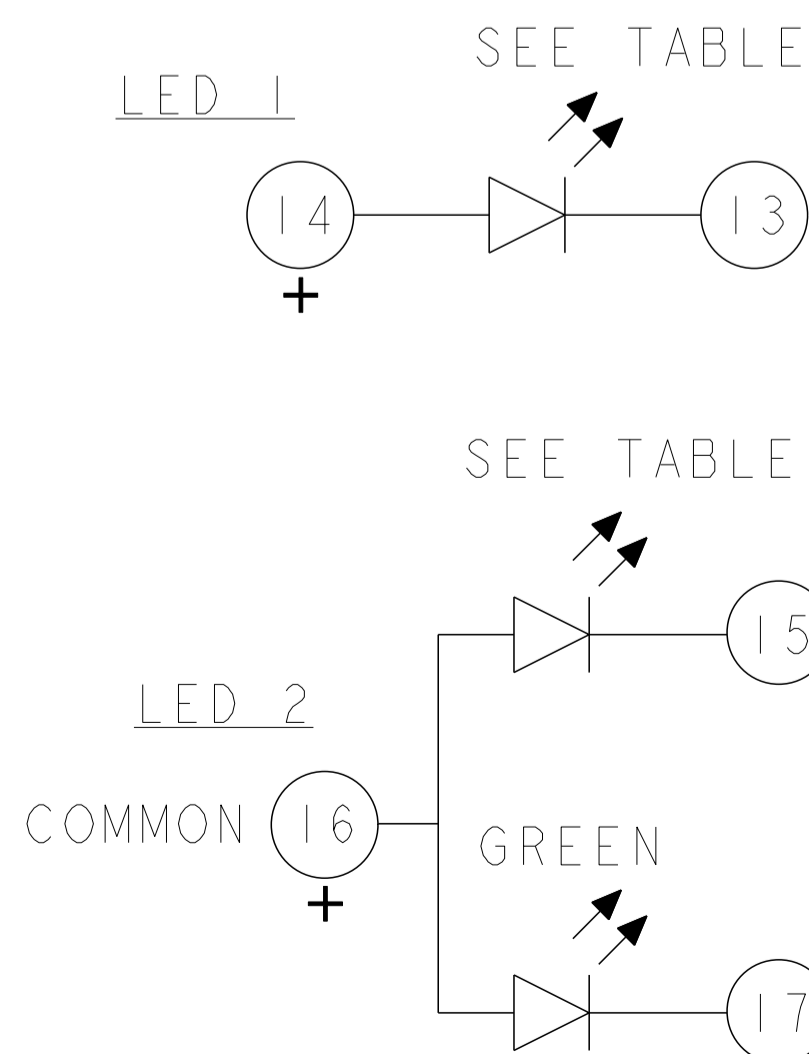 SEE TABLE
LED 1
14
13
+
SEE TABLE
15
LED 2
COMMON 16
+
GREEN
17